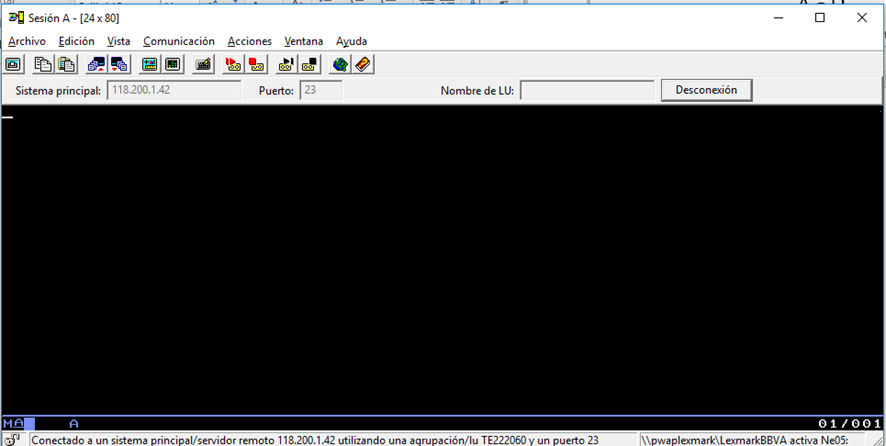 Sesión A - [24 x 80]
Archivo Edición Vista Comunicación Acciones Ventana Ayuda
Sistema principal: 118.200.1.42 Puerto: 23 Nombre de LU: Desconexión
MA A 01/001
Conectado a un sistema principal/servidor remoto 118.200.1.42 utilizando una agrupación/lu TE222060 y un puerto 23 \\pwaplexmark\LexmarkBBVA activa Ne05: